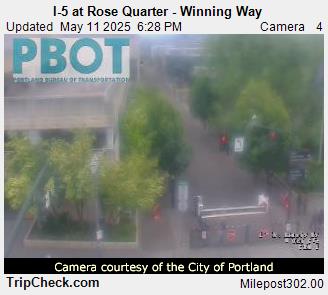 I-5 at Rose Quarter - Winning Way
Updated May 11 2025 6:28 PM Camera 4
PBOT
PORTLAND BUREAU OF TRANSPORTATION
Camera courtesy of the City of Portland
TripCheck.com Milepost302.00